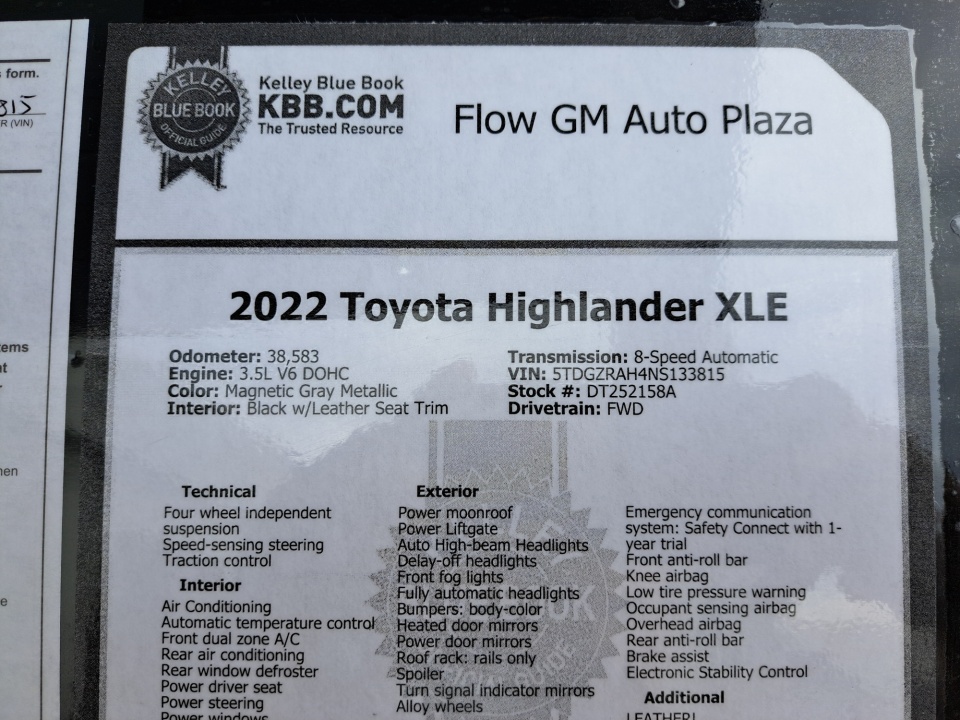 s form.
815
R (VIN)
tems
nt
hen
e
KELLEY
BLUE BOOK
OFFICIAL GUIDE
Kelley Blue Book
KBB.COM
The Trusted Resource
Flow GM Auto Plaza
2022 Toyota Highlander XLE
Odometer: 38,583
Engine: 3.5L V6 DOHC
Color: Magnetic Gray Metallic
Interior: Black w/Leather Seat Trim
Transmission: 8-Speed Automatic
VIN: 5TDGZRAH4NS133815
Stock #: DT252158A
Drivetrain: FWD
Technical
Four wheel independent
suspension
Speed-sensing steering
Traction control
Interior
Air Conditioning
Automatic temperature control
Front dual zone A/C
Rear air conditioning
Rear window defroster
Power driver seat
Power steering
Power windows
Exterior
Power moonroof
Power Liftgate
Auto High-beam Headlights
Delay-off headlights
Front fog lights
Fully automatic headlights
Bumpers: body-color
Heated door mirrors
Power door mirrors
Roof rack: rails only
Spoiler
Turn signal indicator mirrors
Alloy wheels
Emergency communication
system: Safety Connect with 1-
year trial
Front anti-roll bar
Knee airbag
Low tire pressure warning
Occupant sensing airbag
Overhead airbag
Rear anti-roll bar
Brake assist
Electronic Stability Control
Additional
LEATHER!